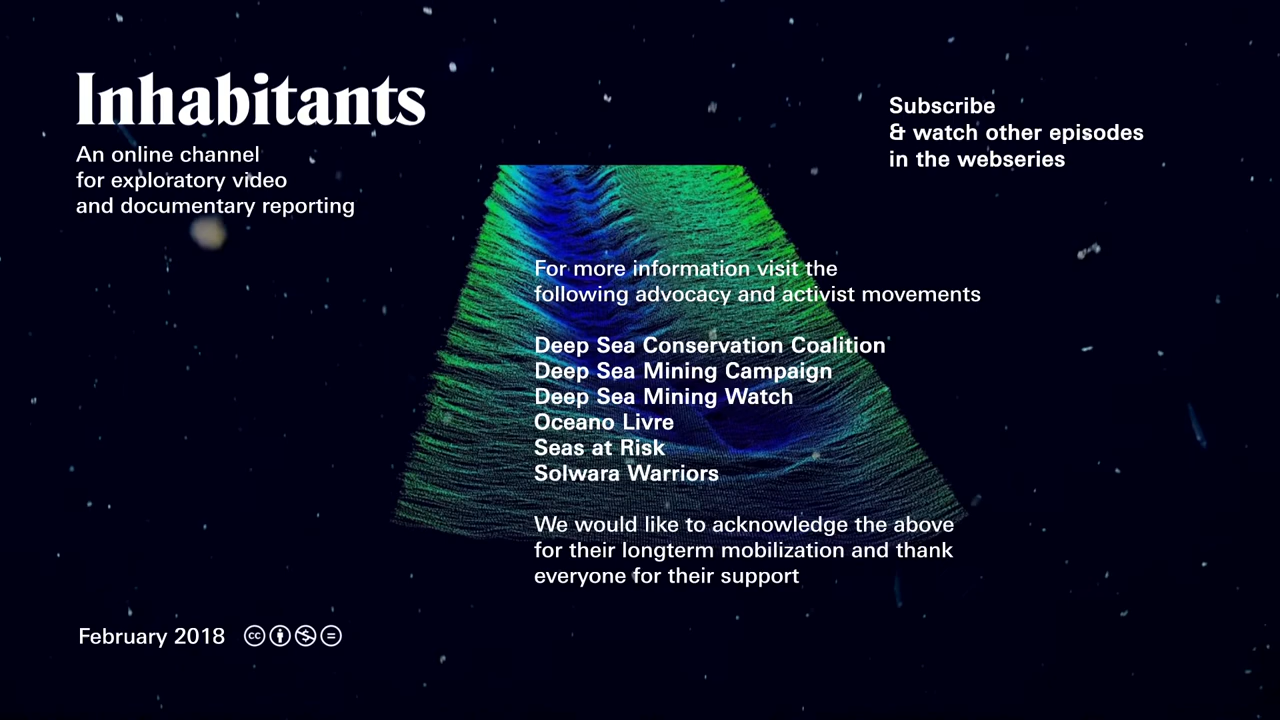 Inhabitants
An online channel
for exploratory video
and documentary reporting
Subscribe
& watch other episodes
in the webseries
For more information visit the
following advocacy and activist movements
Deep Sea Conservation Coalition
Deep Sea Mining Campaign
Deep Sea Mining Watch
Oceano Livre
Seas at Risk
Solwara Warriors
We would like to acknowledge the above
for their longterm mobilization and thank
everyone for their support
February 2018 cc